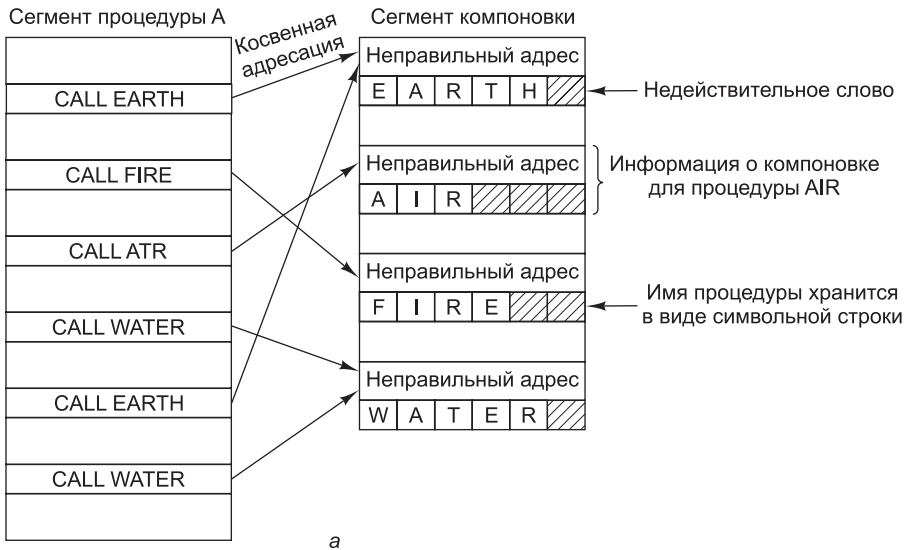 Сегмент процедуры А
Сегмент компоновки
Косвенная
адресация
CALL EARTH
CALL FIRE
CALL ATR
CALL WATER
CALL EARTH
CALL WATER
Неправильный адрес
E A R T H
Неправильный адрес
A I R
Неправильный адрес
F I R E
Неправильный адрес
W A T E R
Недействительное слово
Информация о компоновке
для процедуры AIR
Имя процедуры хранится
в виде символьной строки
а